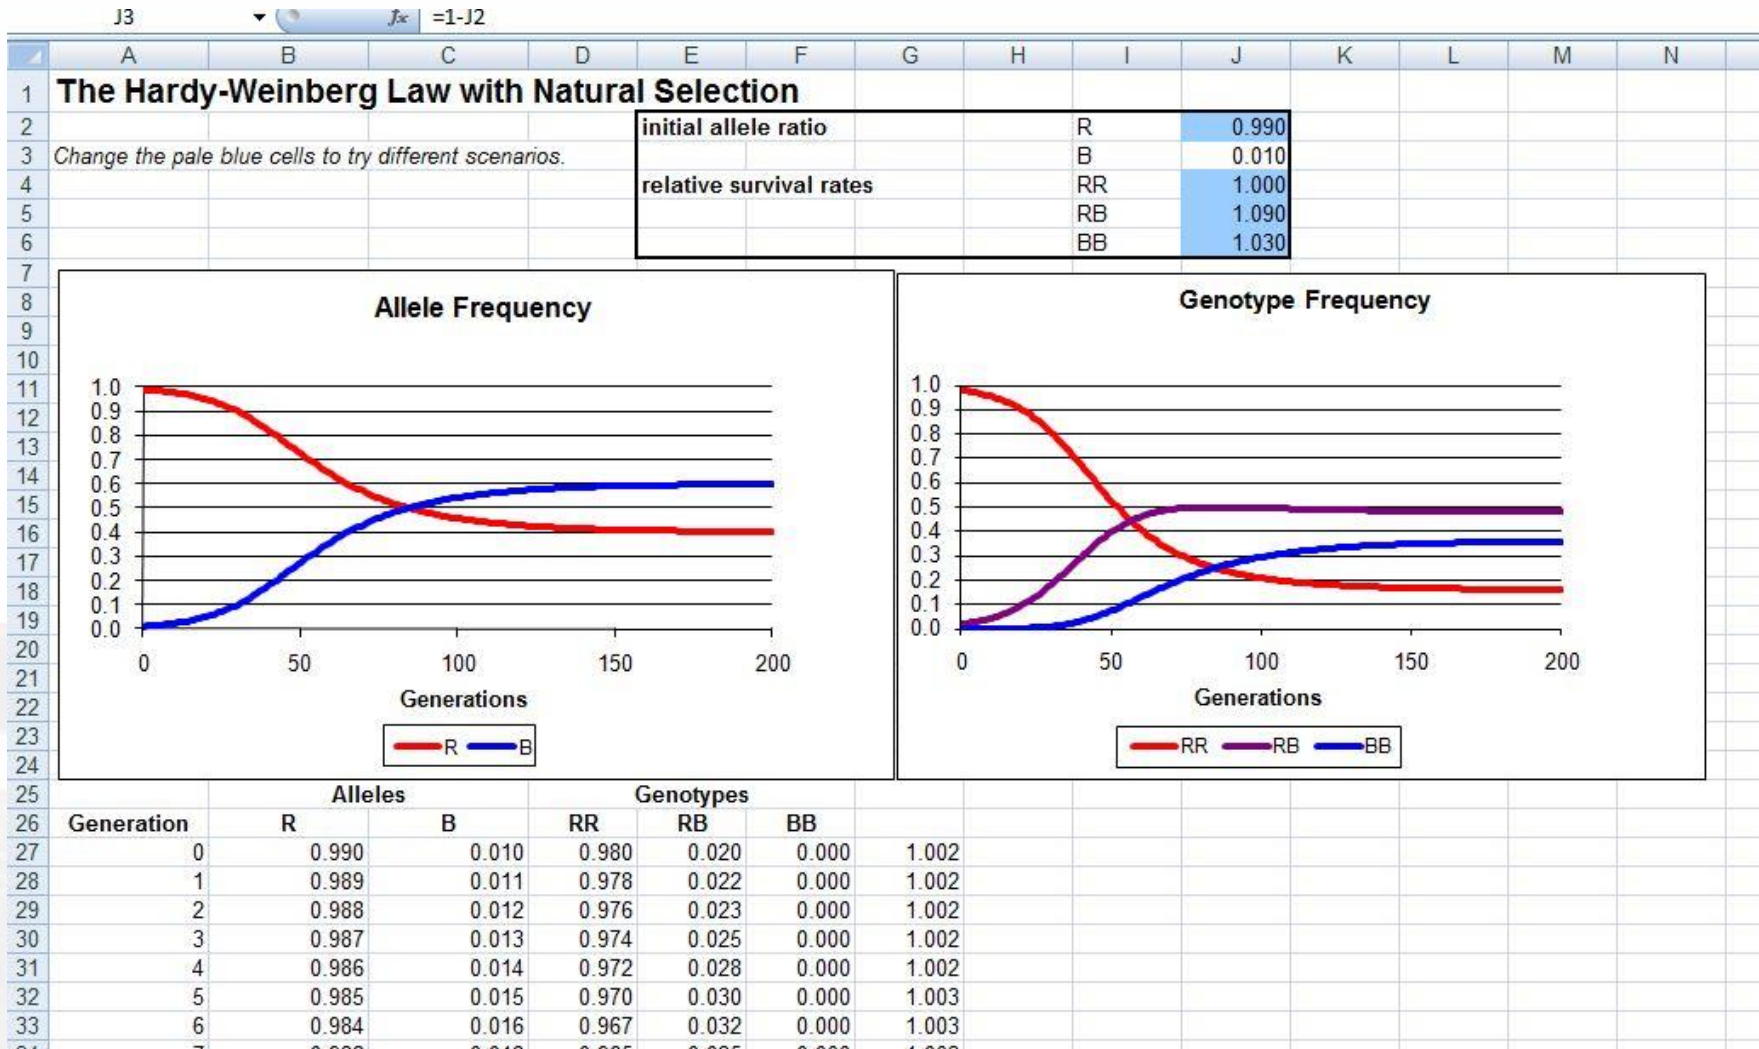 J3 fx =1-J2
A B C D E F G H I J K L M N
1 The Hardy-Weinberg Law with Natural Selection
2 initial allele ratio R 0.990
3 Change the pale blue cells to try different scenarios. B 0.010
4 relative survival rates RR 1.000
5 RB 1.090
6 BB 1.030
7
8
9
10
11
12
13
14
15
16
17
18
19
20
21
22
23
24
Allele Frequency
1.0
0.9
0.8
0.7
0.6
0.5
0.4
0.3
0.2
0.1
0.0
0 50 100 150 200
Generations
R B
Genotype Frequency
1.0
0.9
0.8
0.7
0.6
0.5
0.4
0.3
0.2
0.1
0.0
0 50 100 150 200
Generations
RR RB BB
25 Alleles Genotypes
26 Generation R B RR RB BB
27 0 0.990 0.010 0.980 0.020 0.000 1.002
28 1 0.989 0.011 0.978 0.022 0.000 1.002
29 2 0.988 0.012 0.976 0.023 0.000 1.002
30 3 0.987 0.013 0.974 0.025 0.000 1.002
31 4 0.986 0.014 0.972 0.028 0.000 1.002
32 5 0.985 0.015 0.970 0.030 0.000 1.003
33 6 0.984 0.016 0.967 0.032 0.000 1.003